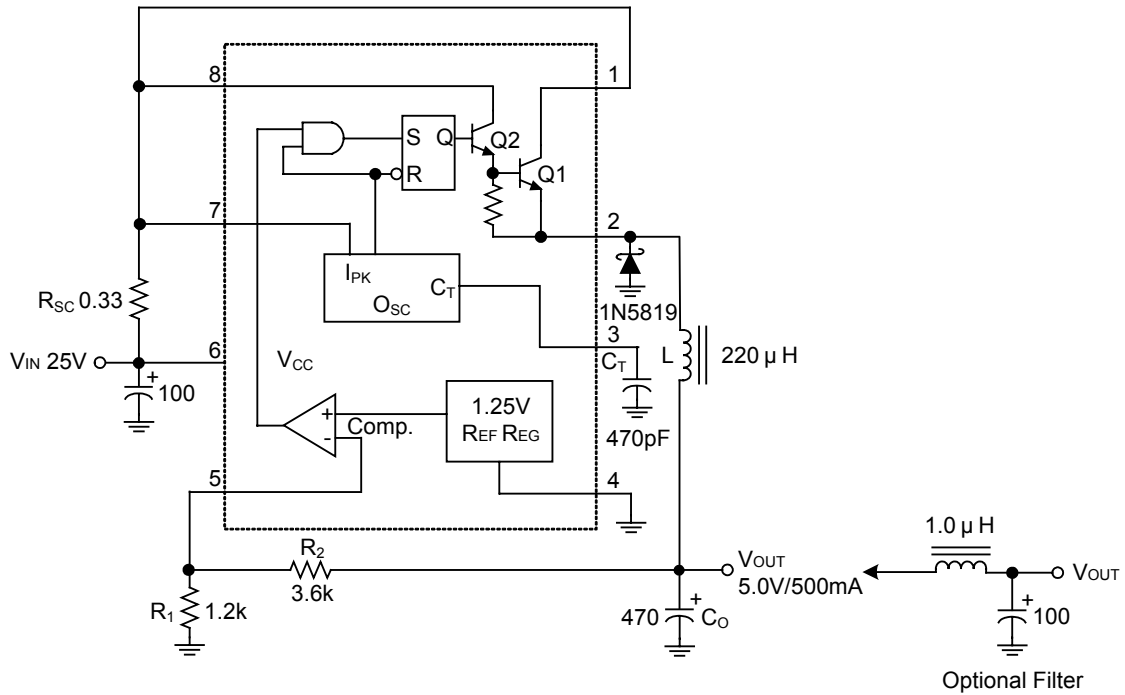 8
1
S Q
Q2
R
Q1
7
2
IPK
CT
OSC
1N5819
RSC 0.33
3
CT
L
220 μ H
VIN 25V
6
VCC
+
100
1.25V
REF REG
+
-
Comp.
470pF
5
4
R2
3.6k
R1 1.2k
VOUT
5.0V/500mA
470
+
CO
1.0 μ H
VOUT
+
100
Optional Filter